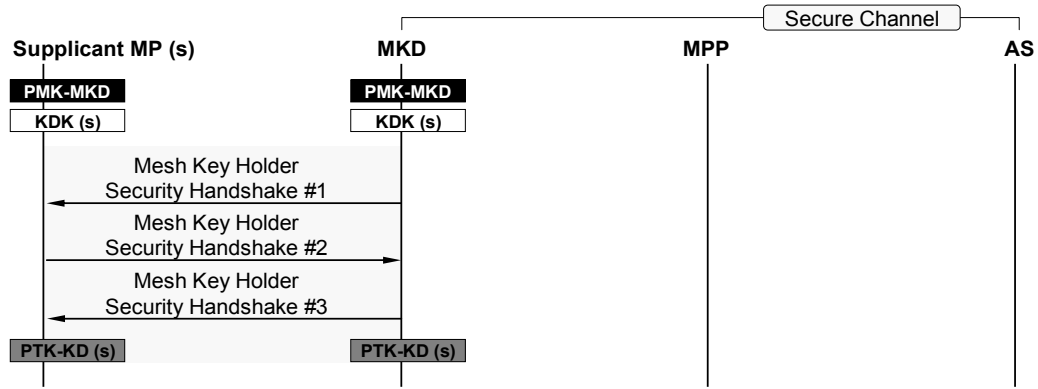 Secure Channel
Supplicant MP (s) MKD MPP AS
PMK-MKD PMK-MKD
KDK (s) KDK (s)
Mesh Key Holder
Security Handshake #1
Mesh Key Holder
Security Handshake #2
Mesh Key Holder
Security Handshake #3
PTK-KD (s) PTK-KD (s)